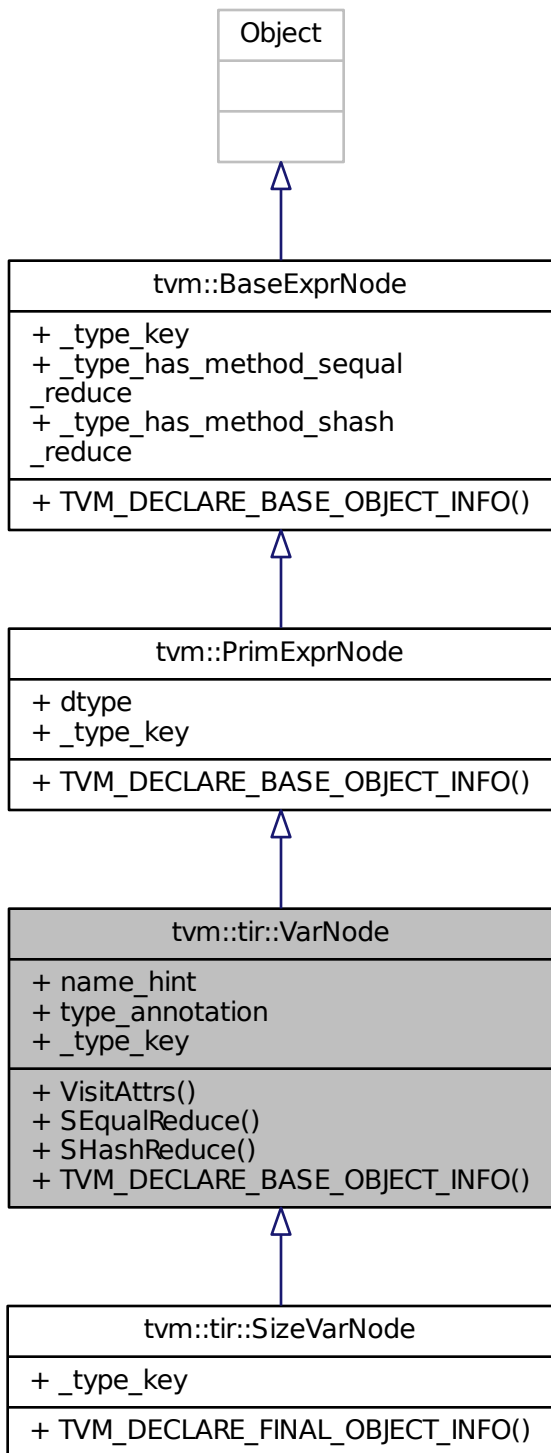 Object
tvm::BaseExprNode
+ _type_key
+ _type_has_method_sequal
_reduce
+ _type_has_method_shash
_reduce
+ TVM_DECLARE_BASE_OBJECT_INFO()
tvm::PrimExprNode
+ dtype
+ _type_key
+ TVM_DECLARE_BASE_OBJECT_INFO()
tvm::tir::VarNode
+ name_hint
+ type_annotation
+ _type_key
+ VisitAttrs()
+ SEqualReduce()
+ SHashReduce()
+ TVM_DECLARE_BASE_OBJECT_INFO()
tvm::tir::SizeVarNode
+ _type_key
+ TVM_DECLARE_FINAL_OBJECT_INFO()